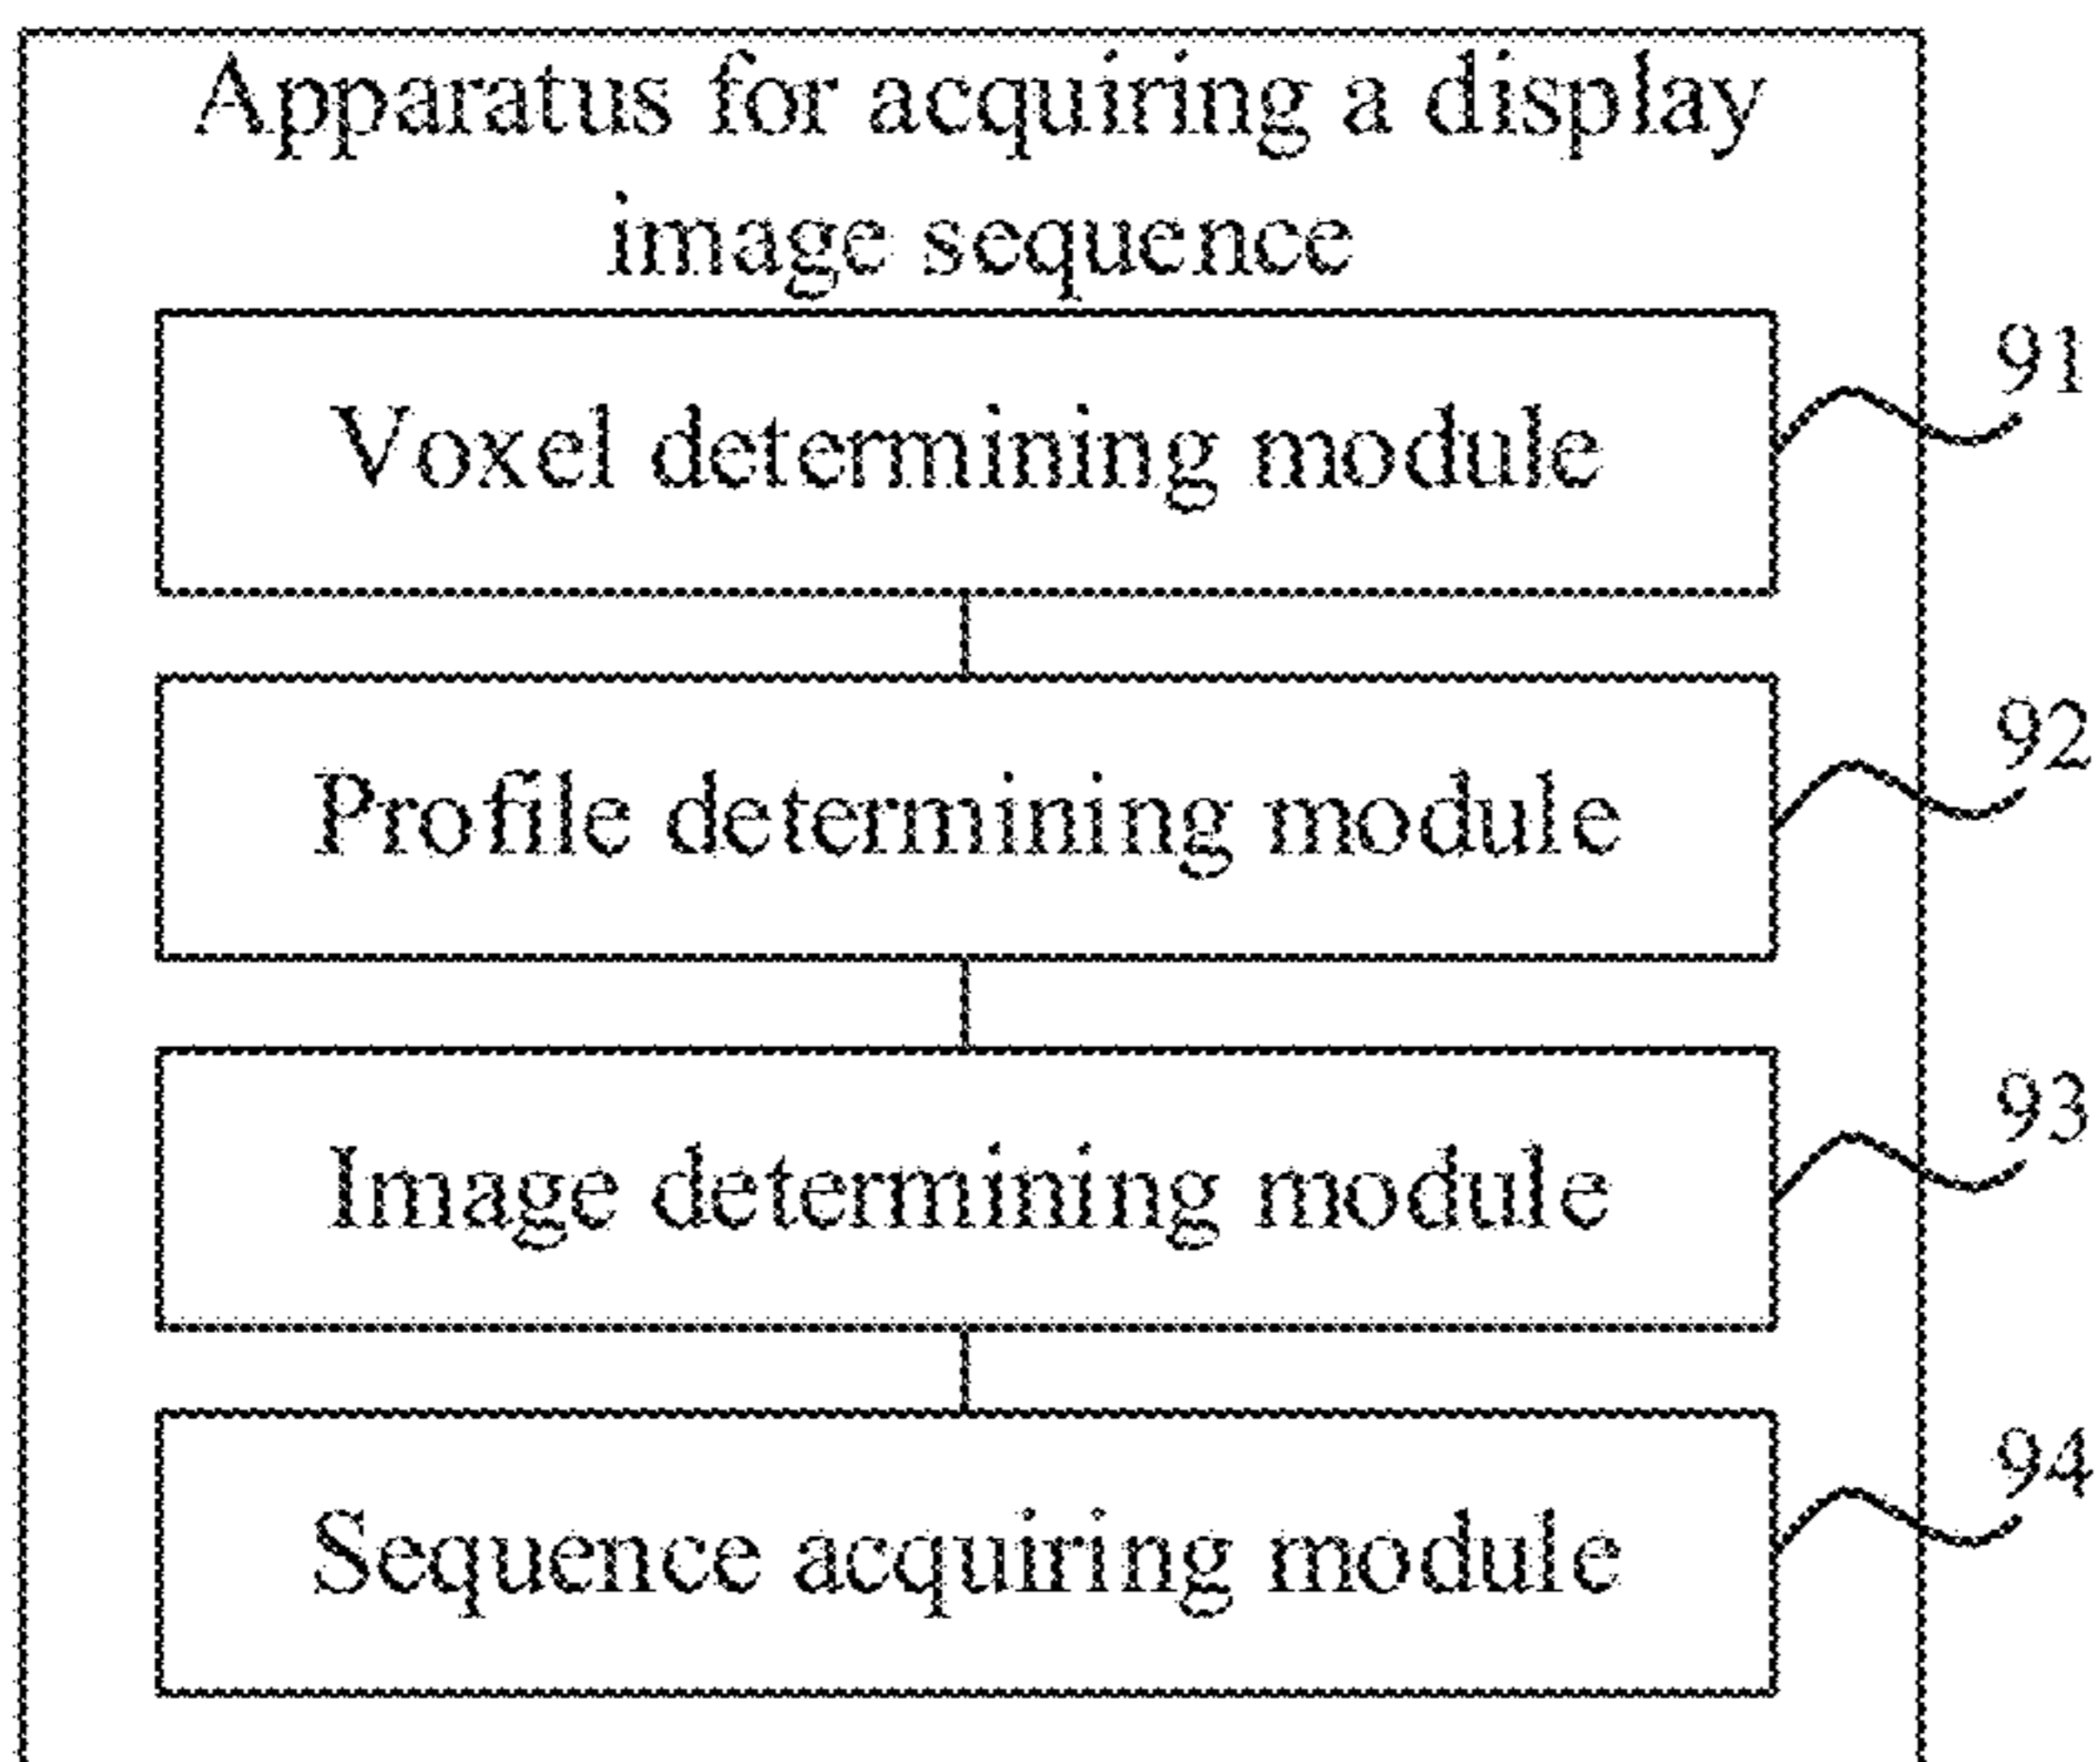 Apparatus for acquiring a display
image sequence
Voxel determining module
91
Profile determining module
92
Image determining module
93
Sequence acquiring module
94